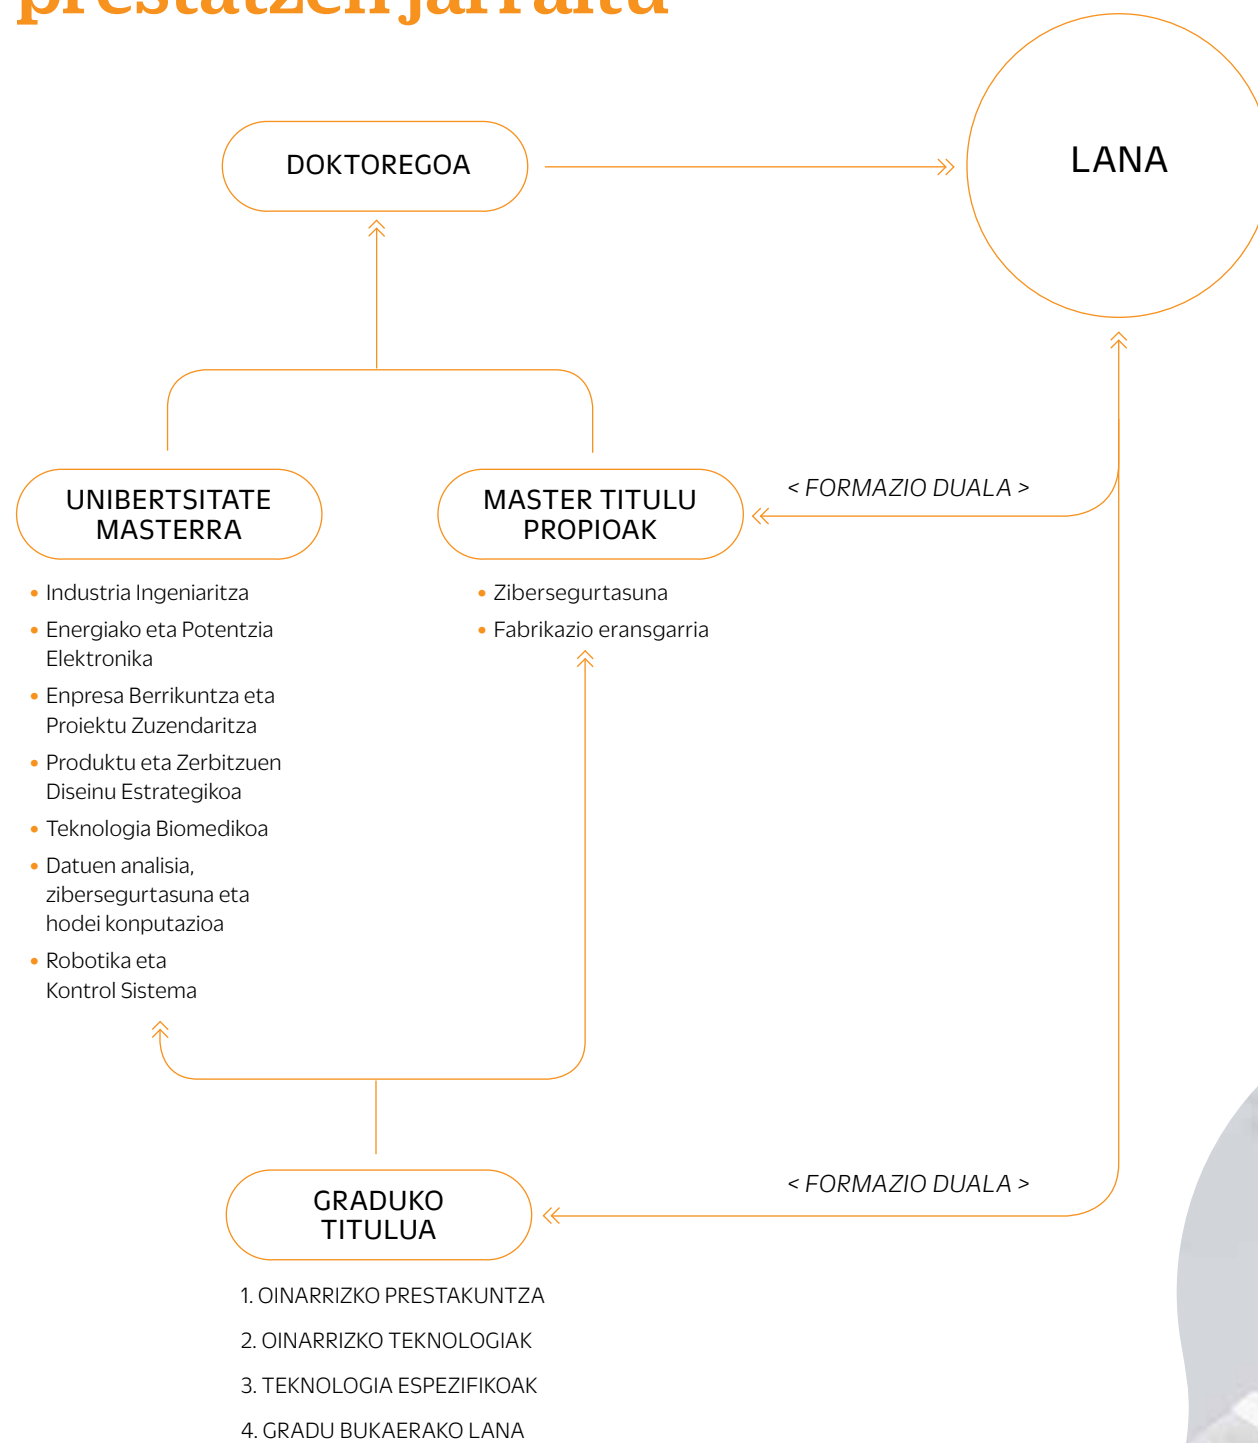 prestatzen jarraitu
DOKTOREGOA
LANA
UNIBERTSITATE
MASTERRA
• Industria Ingeniaritza
• Energiako eta Potentzia
Elektronika
• Enpresa Berrikuntza eta
Proiektu Zuzendaritza
• Produktu eta Zerbitzuen
Diseinu Estrategikoa
• Teknologia Biomedikoa
• Datuen analisia,
zibersegurtasuna eta
hodei konputazioa
• Robotika eta
Kontrol Sistema
MASTER TITULU
PROPIOAK
• Zibersegurtasuna
• Fabrikazio eransgarria
< FORMAZIO DUALA >
GRADUKO
TITULUA
< FORMAZIO DUALA >
1. OINARRIZKO PRESTAKUNTZA
2. OINARRIZKO TEKNOLOGIAK
3. TEKNOLOGIA ESPEZIFIKOAK
4. GRADU BUKAERAKO LANA